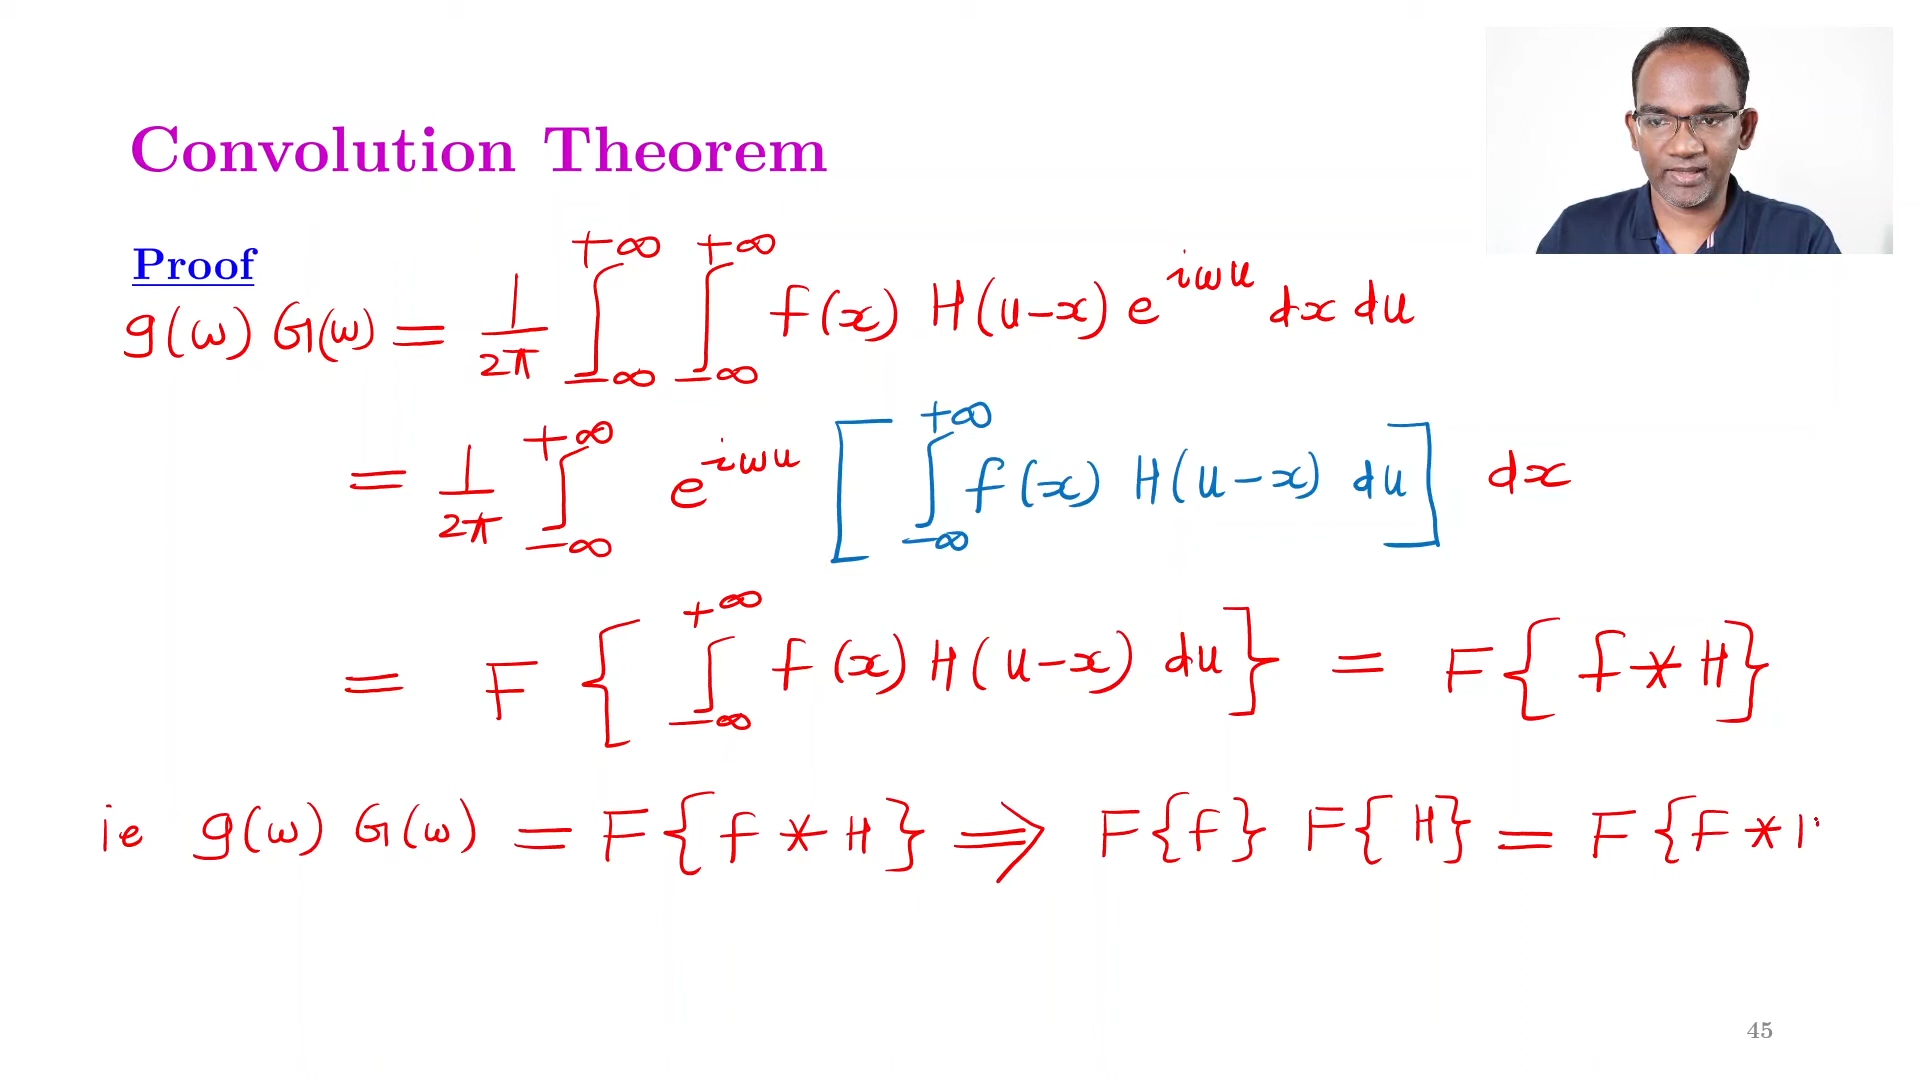 Convolution Theorem
Proof
g(ω) G(ω) = 1/2π ∫_{-∞}^{+∞} ∫_{-∞}^{+∞} f(x) H(u-x) e^{iωu} dx du
= 1/2π ∫_{-∞}^{+∞} e^{iωu} [ ∫_{-∞}^{+∞} f(x) H(u-x) du ] dx
= F { ∫_{-∞}^{+∞} f(x) H(u-x) du } = F{ f * H }
ie g(ω) G(ω) = F{ f * H } ⇒ F{f} F{H} = F{F *
45